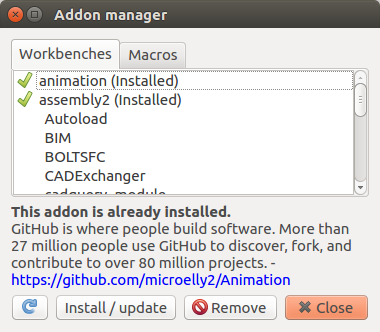 Addon manager
Workbenches Macros
animation (Installed)
assembly2 (Installed)
Autoload
BIM
BOLTSFC
CADExchanger
cadquery_module
This addon is already installed.
GitHub is where people build software. More than
27 million people use GitHub to discover, fork, and
contribute to over 80 million projects. -
https://github.com/microelly2/Animation
Install / update Remove Close